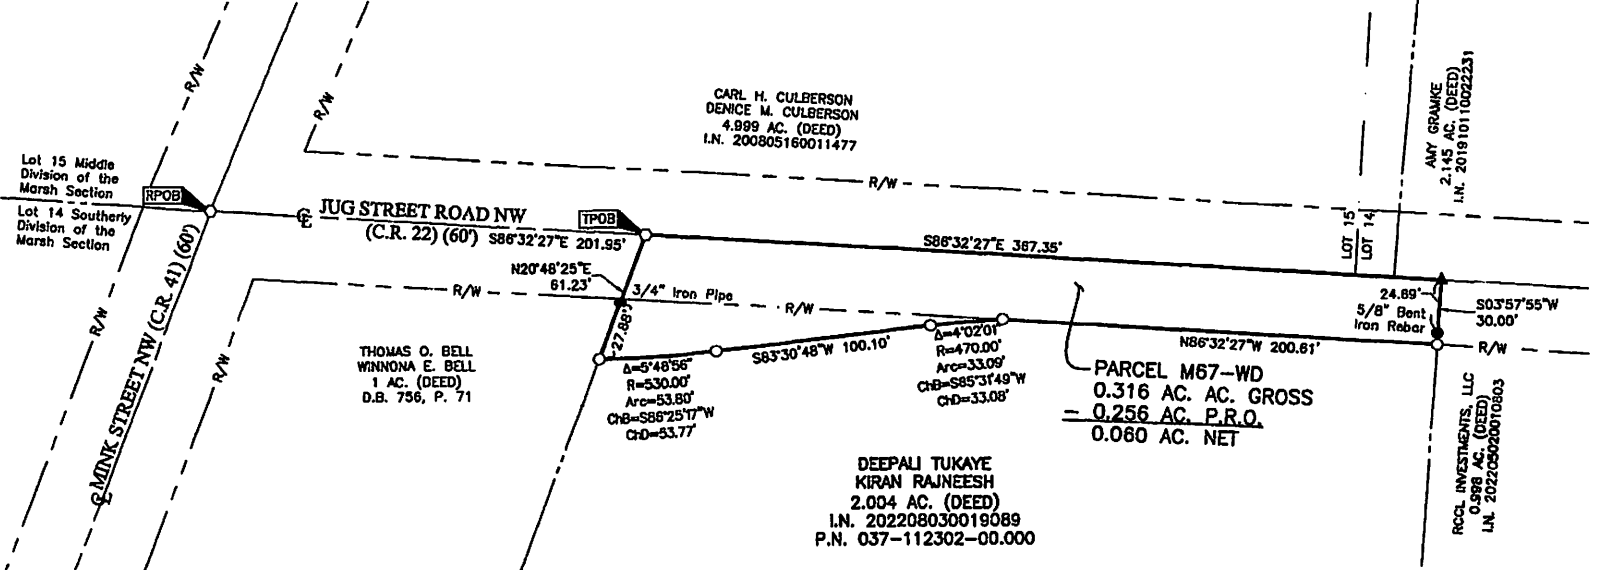 R/W
R/W
CARL H. CULBERSON
DENICE M. CULBERSON
4.999 AC. (DEED)
I.N. 200805160011477
AMY GRAMKE
2.145 AC. (DEED)
I.N. 201910110022231
Lot 15 Middle
Division of the
Marsh Section
Lot 14 Southerly
Division of the
Marsh Section
RPOB
R/W
℄ JUG STREET ROAD NW
(C.R. 22) (60')
S86°32'27"E 201.95'
TPOB
S86°32'27"E 387.35'
LOT 15
LOT 14
N20°48'25"E
61.23'
3/4" Iron Pipe
R/W
R/W
24.89'
5/8" Bent
Iron Rebar
S03°57'55"W
30.00'
R/W
℄ MINK STREET NW (C.R. 41) (60')
R/W
R/W
27.88'
THOMAS O. BELL
WINNONA E. BELL
1 AC. (DEED)
D.B. 756, P. 71
Δ=5°48'56"
R=530.00'
Arc=53.80'
ChB=S86°25'17"W
ChD=53.77'
S83°30'48"W 100.10'
Δ=4°02'01"
R=470.00'
Arc=33.09'
ChB=S85°31'49"W
ChD=33.08'
N86°32'27"W 200.61'
PARCEL M67-WD
0.316 AC. AC. GROSS
- 0.256 AC. P.R.O.
0.060 AC. NET
DEEPALI TUKAYE
KIRAN RAJNEESH
2.004 AC. (DEED)
I.N. 202208030019089
P.N. 037-112302-00.000
RCCL INVESTMENTS, LLC
0.998 AC. (DEED)
I.N. 202205020010803